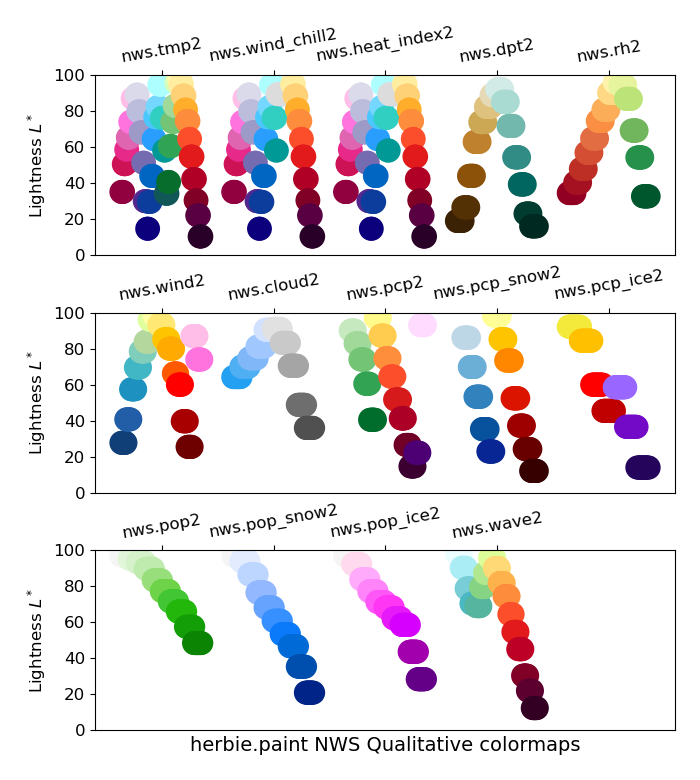 nws.tmp2 nws.wind_chill2 nws.heat_index2 nws.dpt2 nws.rh2
100
80
60
40
20
0
Lightness L*
nws.wind2 nws.cloud2 nws.pcp2 nws.pcp_snow2 nws.pcp_ice2
100
80
60
40
20
0
Lightness L*
nws.pop2 nws.pop_snow2 nws.pop_ice2 nws.wave2
100
80
60
40
20
0
Lightness L*
herbie.paint NWS Qualitative colormaps